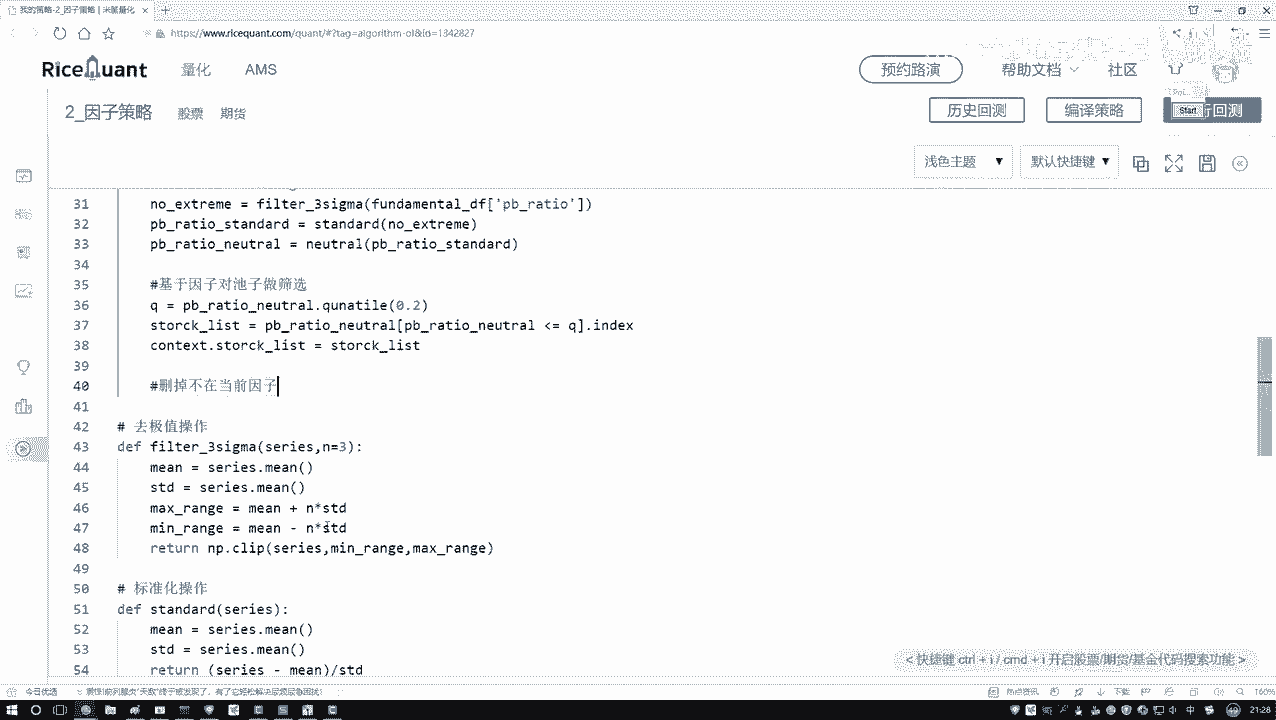 我的策略-2_因子策略 | 米筐量化
https://www.ricequant.com/quant/#?tag=algorithm-ol&id=1342827
RiceQuant 量化 AMS 预约路演 帮助文档 社区
2_因子策略 股票 期货 历史回测 编译策略 Start 行回测
浅色主题 默认快捷键
31 no_extreme = filter_3sigma(fundamental_df['pb_ratio'])
32 pb_ratio_standard = standard(no_extreme)
33 pb_ratio_neutral = neutral(pb_ratio_standard)
34
35 #基于因子对池子做筛选
36 q = pb_ratio_neutral.qunatile(0.2)
37 storck_list = pb_ratio_neutral[pb_ratio_neutral <= q].index
38 context.storck_list = storck_list
39
40 #删掉不在当前因子
41
42 # 去极值操作
43 def filter_3sigma(series,n=3):
44 mean = series.mean()
45 std = series.mean()
46 max_range = mean + n*std
47 min_range = mean - n*std
48 return np.clip(series,min_range,max_range)
49
50 # 标准化操作
51 def standard(series):
52 mean = series.mean()
53 std = series.mean()
54 return (series - mean)/std
<快捷键 ctrl + i / cmd + i 开启股票/期货/基金代码搜索功能 >
今日优选 热点资讯 下载 160%
中 21:28